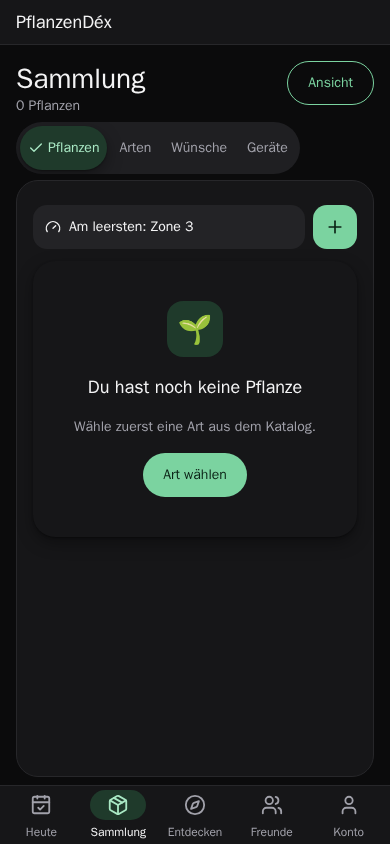 PflanzenDéx
Sammlung
0 Pflanzen
Ansicht
Pflanzen
Arten
Wünsche
Geräte
Am leersten: Zone 3
Du hast noch keine Pflanze
Wähle zuerst eine Art aus dem Katalog.
Art wählen
Heute
Sammlung
Entdecken
Freunde
Konto